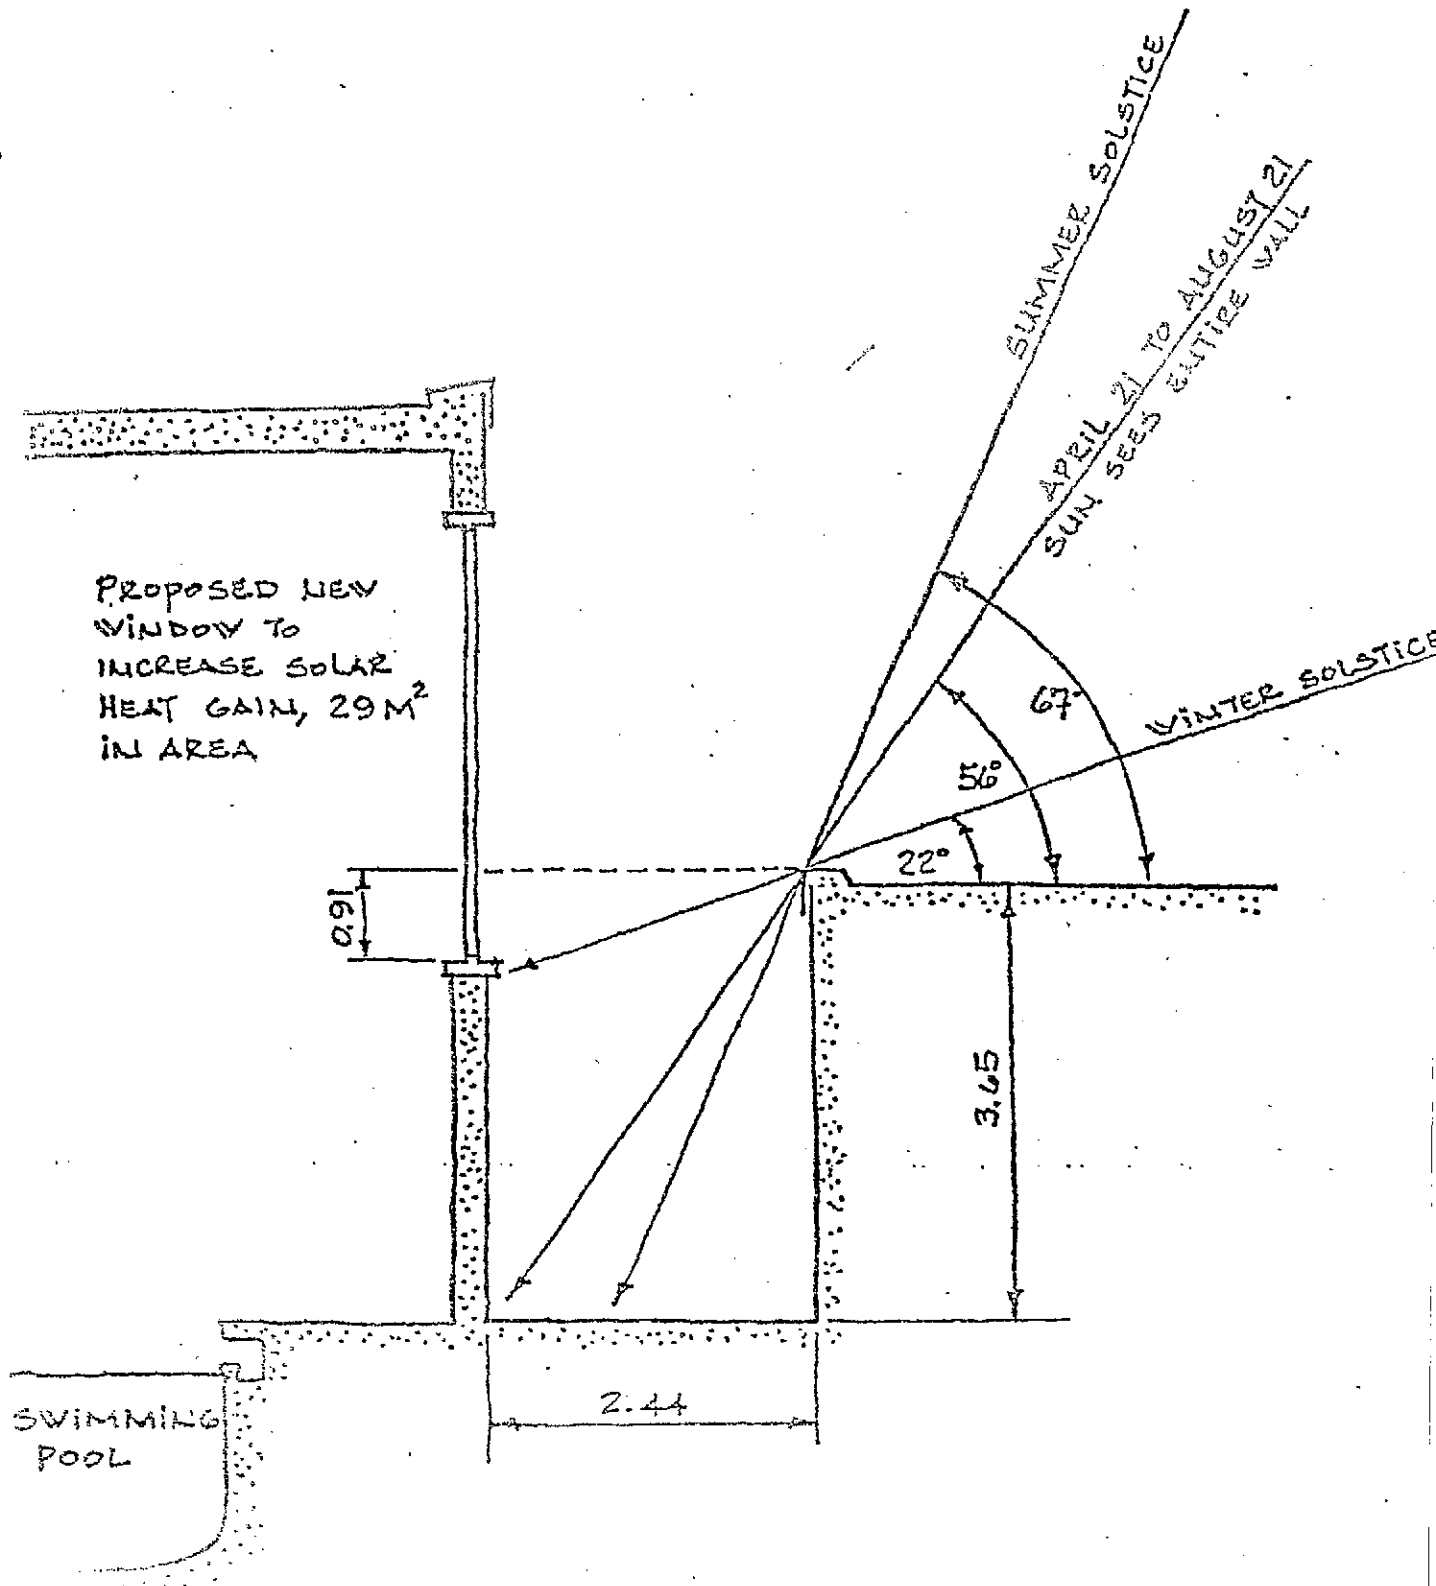 SUMMER SOLSTICE
APRIL 21 TO AUGUST 21
SUN SEES ENTIRE WALL
PROPOSED NEW
WINDOW TO
INCREASE SOLAR
HEAT GAIN, 29 M²
IN AREA
67°
WINTER SOLSTICE
56°
22°
0.91
3.65
2.44
SWIMMING
POOL